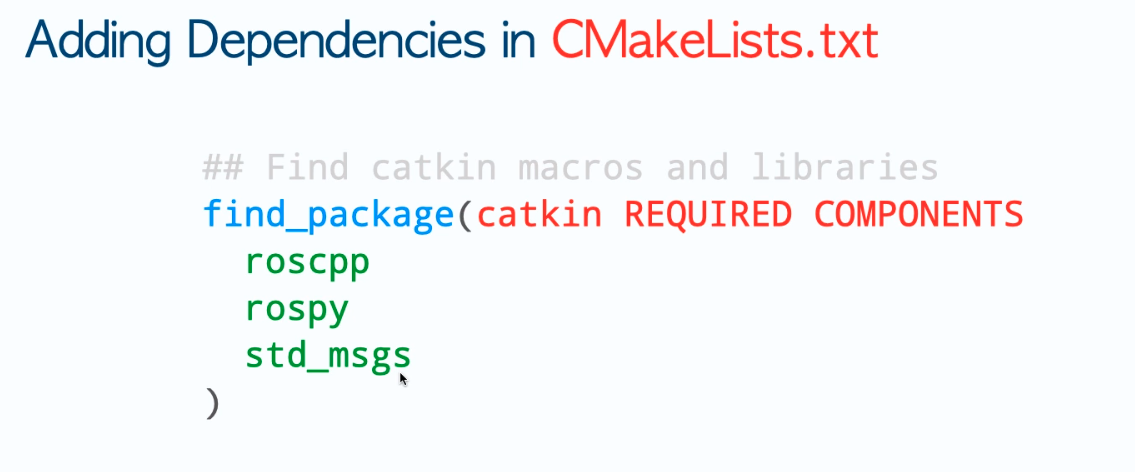 Adding Dependencies in CMakeLists.txt
## Find catkin macros and libraries
find_package(catkin REQUIRED COMPONENTS
roscpp
rospy
std_msgs
)